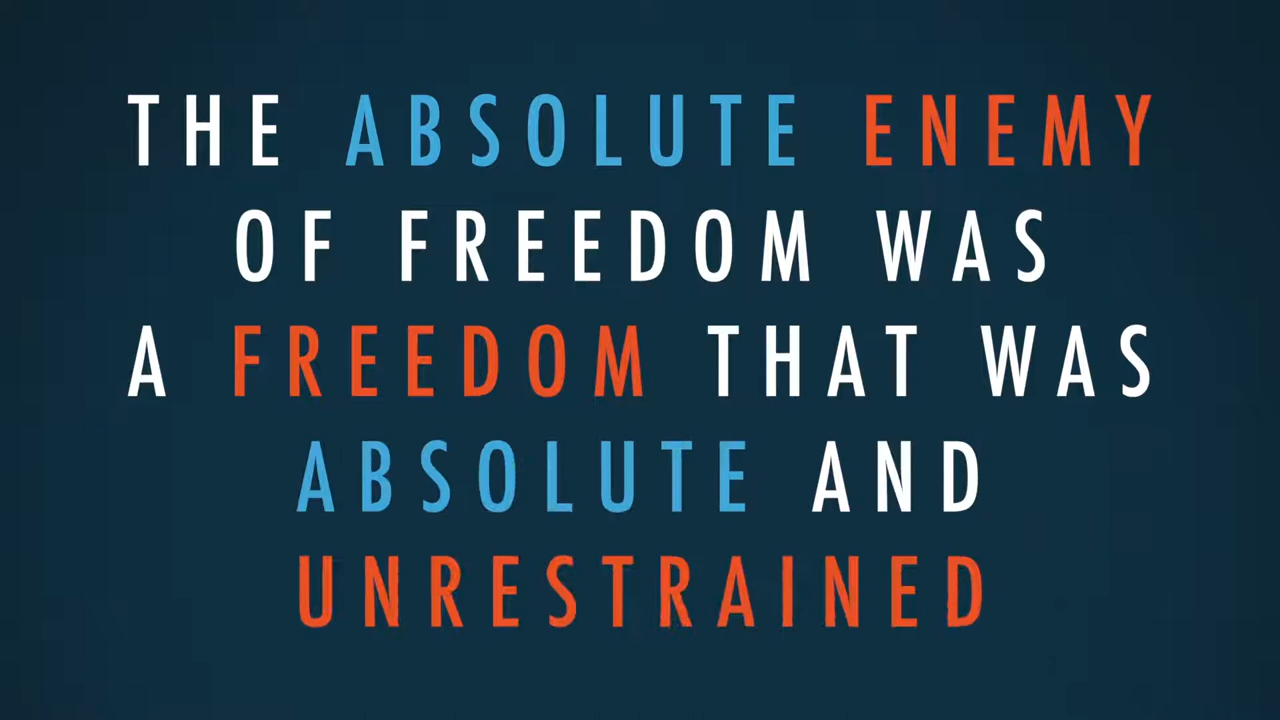 THE ABSOLUTE ENEMY
OF FREEDOM WAS
A FREEDOM THAT WAS
ABSOLUTE AND
UNRESTRAINED